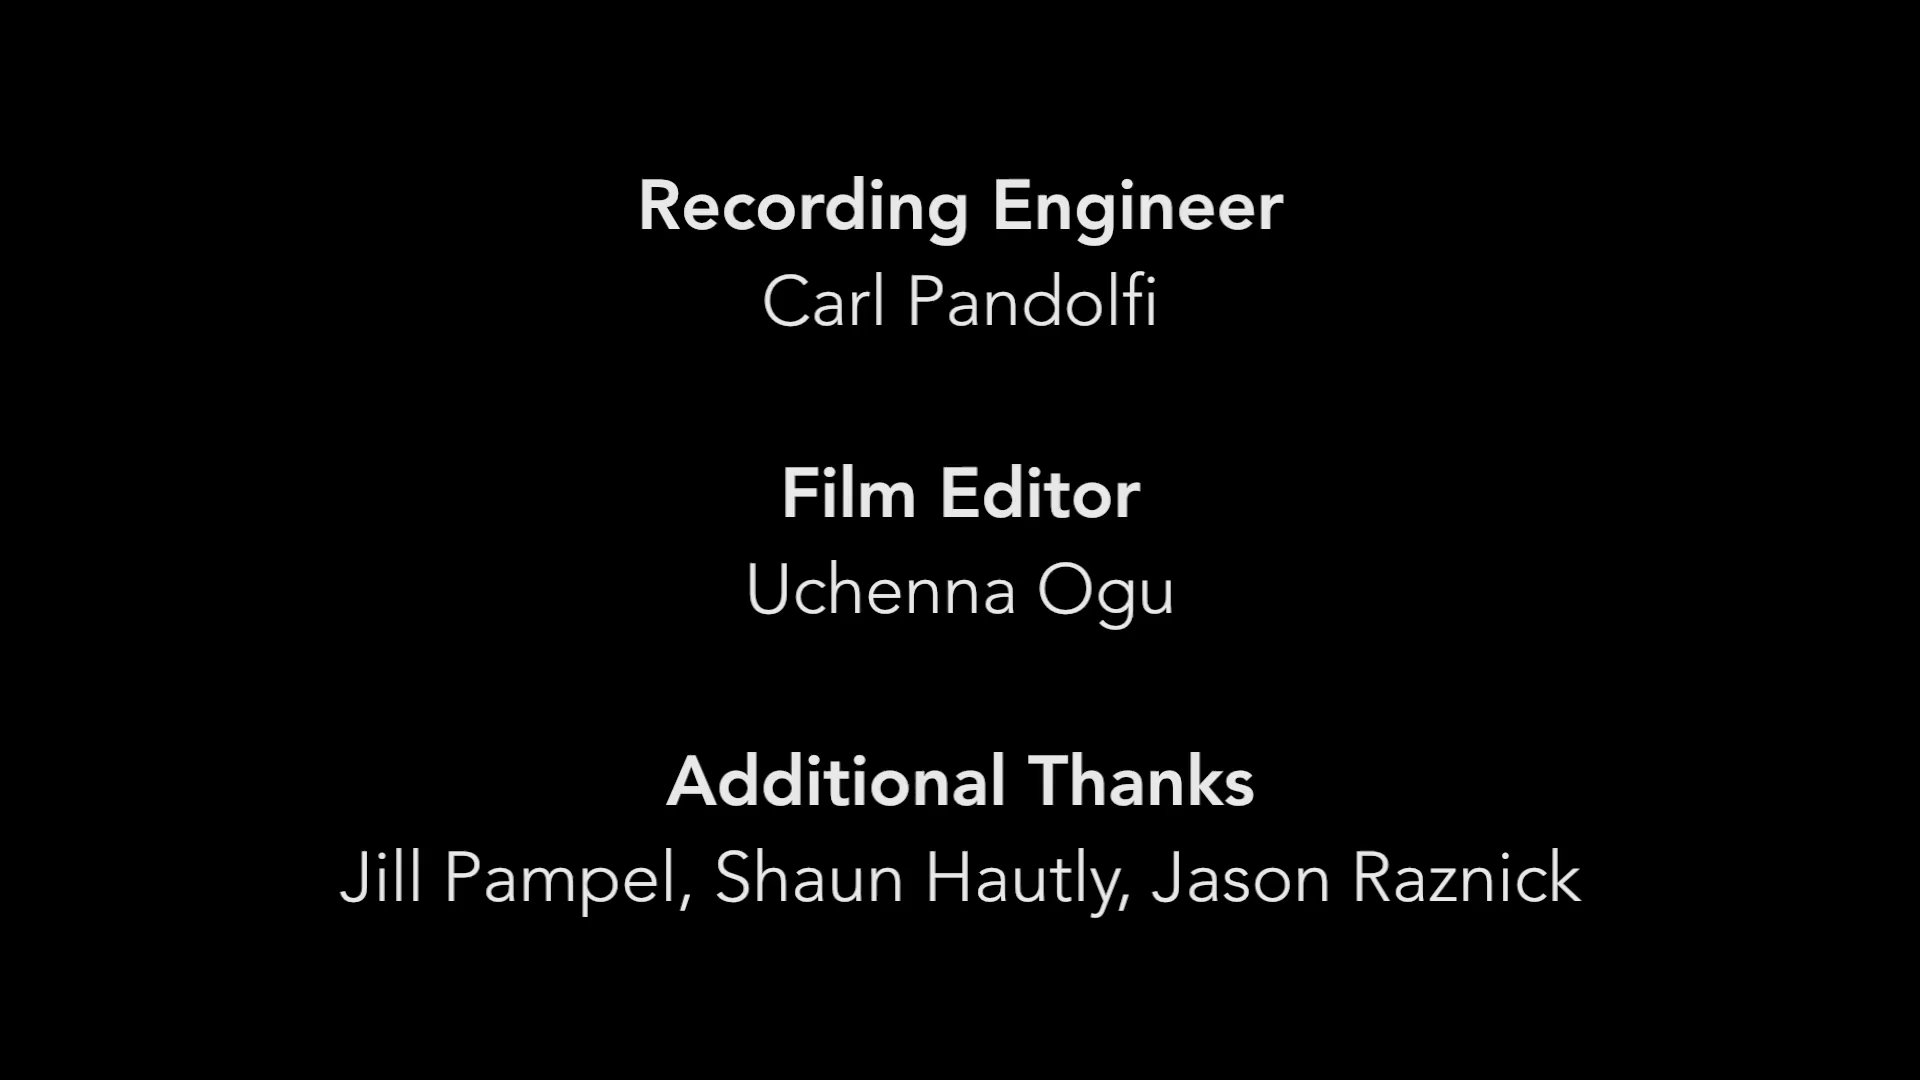 Recording Engineer
Carl Pandolfi
Film Editor
Uchenna Ogu
Additional Thanks
Jill Pampel, Shaun Hautly, Jason Raznick